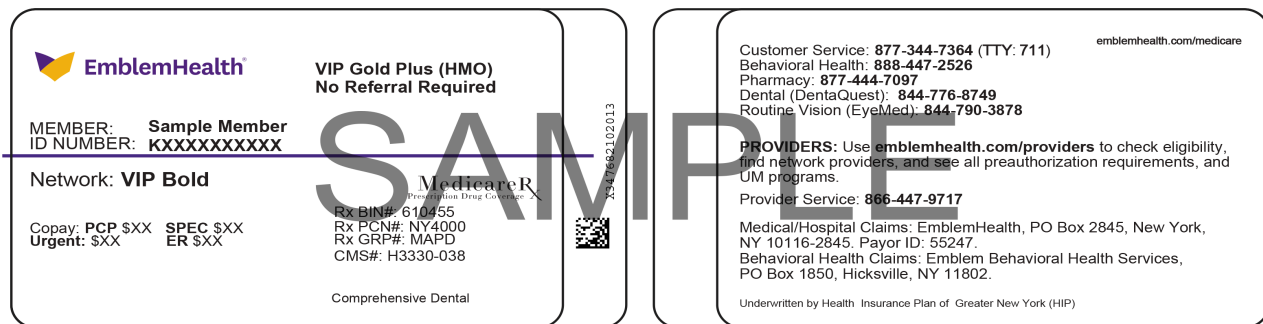 EmblemHealth®
VIP Gold Plus (HMO)
No Referral Required
MEMBER: Sample Member
ID NUMBER: KXXXXXXXXXX
Network: VIP Bold
MedicareRx
Prescription Drug Coverage
Copay: PCP $XX SPEC $XX
Urgent: $XX ER $XX
Rx BIN#: 610455
Rx PCN#: NY4000
Rx GRP#: MAPD
CMS#: H3330-038
Comprehensive Dental
X347682102013
SAMPLE
emblemhealth.com/medicare
Customer Service: 877-344-7364 (TTY: 711)
Behavioral Health: 888-447-2526
Pharmacy: 877-444-7097
Dental (DentaQuest): 844-776-8749
Routine Vision (EyeMed): 844-790-3878
PROVIDERS: Use emblemhealth.com/providers to check eligibility,
find network providers, and see all preauthorization requirements, and
UM programs.
Provider Service: 866-447-9717
Medical/Hospital Claims: EmblemHealth, PO Box 2845, New York,
NY 10116-2845. Payor ID: 55247.
Behavioral Health Claims: Emblem Behavioral Health Services,
PO Box 1850, Hicksville, NY 11802.
Underwritten by Health Insurance Plan of Greater New York (HIP)